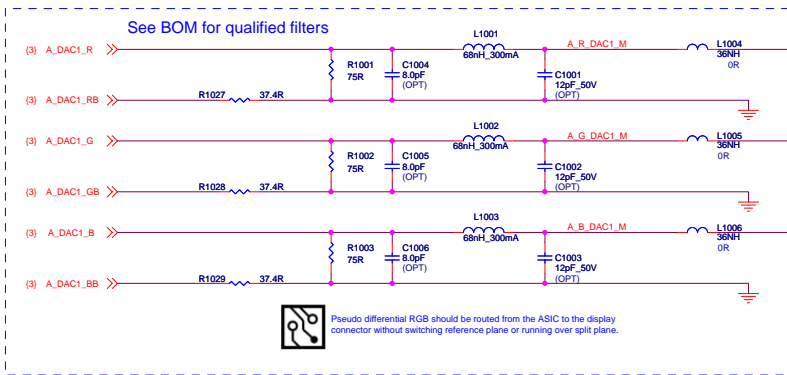 See BOM for qualified filters
{3} A_DAC1_R
R1001
75R
C1004
8.0pF
(OPT)
L1001
68nH_300mA
A_R_DAC1_M
C1001
12pF_50V
(OPT)
L1004
36NH
0R
{3} A_DAC1_RB
R1027 37.4R
{3} A_DAC1_G
R1002
75R
C1005
8.0pF
(OPT)
L1002
68nH_300mA
A_G_DAC1_M
C1002
12pF_50V
(OPT)
L1005
36NH
0R
{3} A_DAC1_GB
R1028 37.4R
{3} A_DAC1_B
R1003
75R
C1006
8.0pF
(OPT)
L1003
68nH_300mA
A_B_DAC1_M
C1003
12pF_50V
(OPT)
L1006
36NH
0R
{3} A_DAC1_BB
R1029 37.4R
Pseudo differential RGB should be routed from the ASIC to the display
connector without switching reference plane or running over split plane.